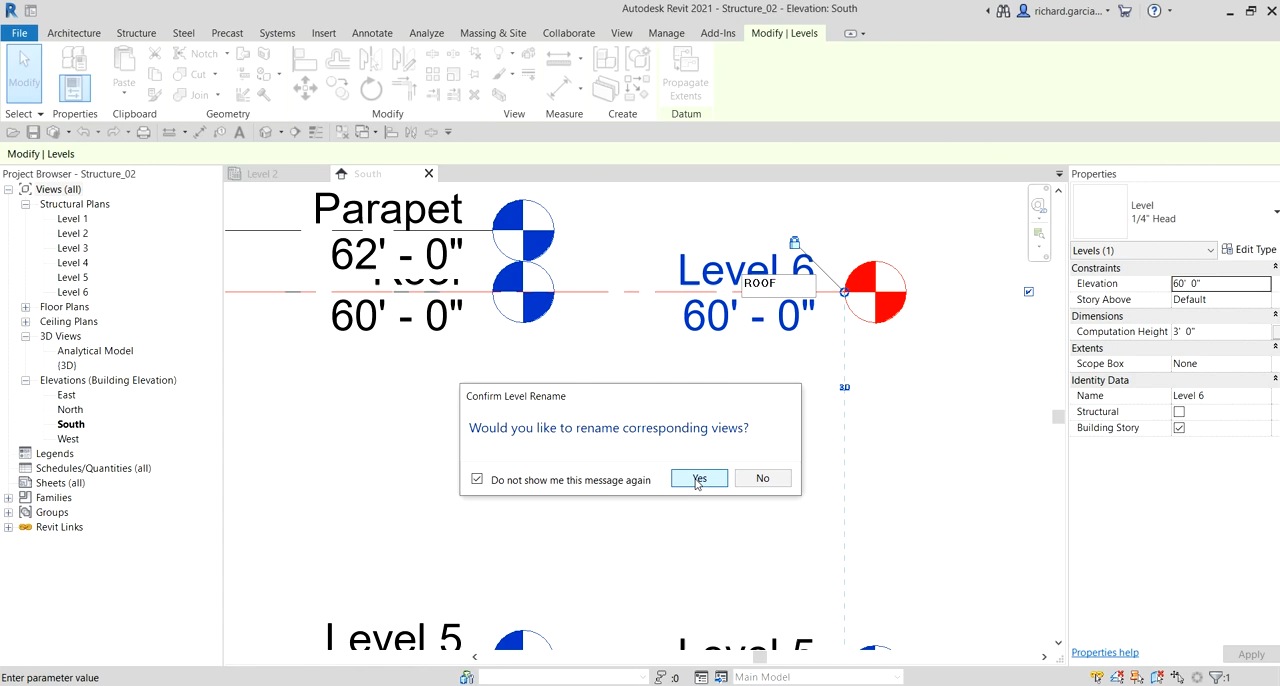 Autodesk Revit 2021 - Structure_02 - Elevation: South
richard.garcia...
File Architecture Structure Steel Precast Systems Insert Annotate Analyze Massing & Site Collaborate View Manage Add-Ins Modify | Levels
Modify
Paste
Notch
Cut
Join
Propagate
Extents
Select Properties Clipboard Geometry Modify View Measure Create Datum
Modify | Levels
Project Browser - Structure_02
Views (all)
Structural Plans
Level 1
Level 2
Level 3
Level 4
Level 5
Level 6
Floor Plans
Ceiling Plans
3D Views
Analytical Model
{3D}
Elevations (Building Elevation)
East
North
South
West
Legends
Schedules/Quantities (all)
Sheets (all)
Families
Groups
Revit Links
Level 2
South
Parapet
62' - 0"
Roof
60' - 0"
Level 6
ROOF
60' - 0"
2D
3D
Confirm Level Rename
Would you like to rename corresponding views?
Do not show me this message again
Yes
No
Level 5
Level 5
Properties
Level
1/4" Head
Levels (1)
Edit Type
Constraints
Elevation 60' 0"
Story Above Default
Dimensions
Computation Height 3' 0"
Extents
Scope Box None
Identity Data
Name Level 6
Structural
Building Story
Properties help
Apply
Enter parameter value
:0
Main Model
:1